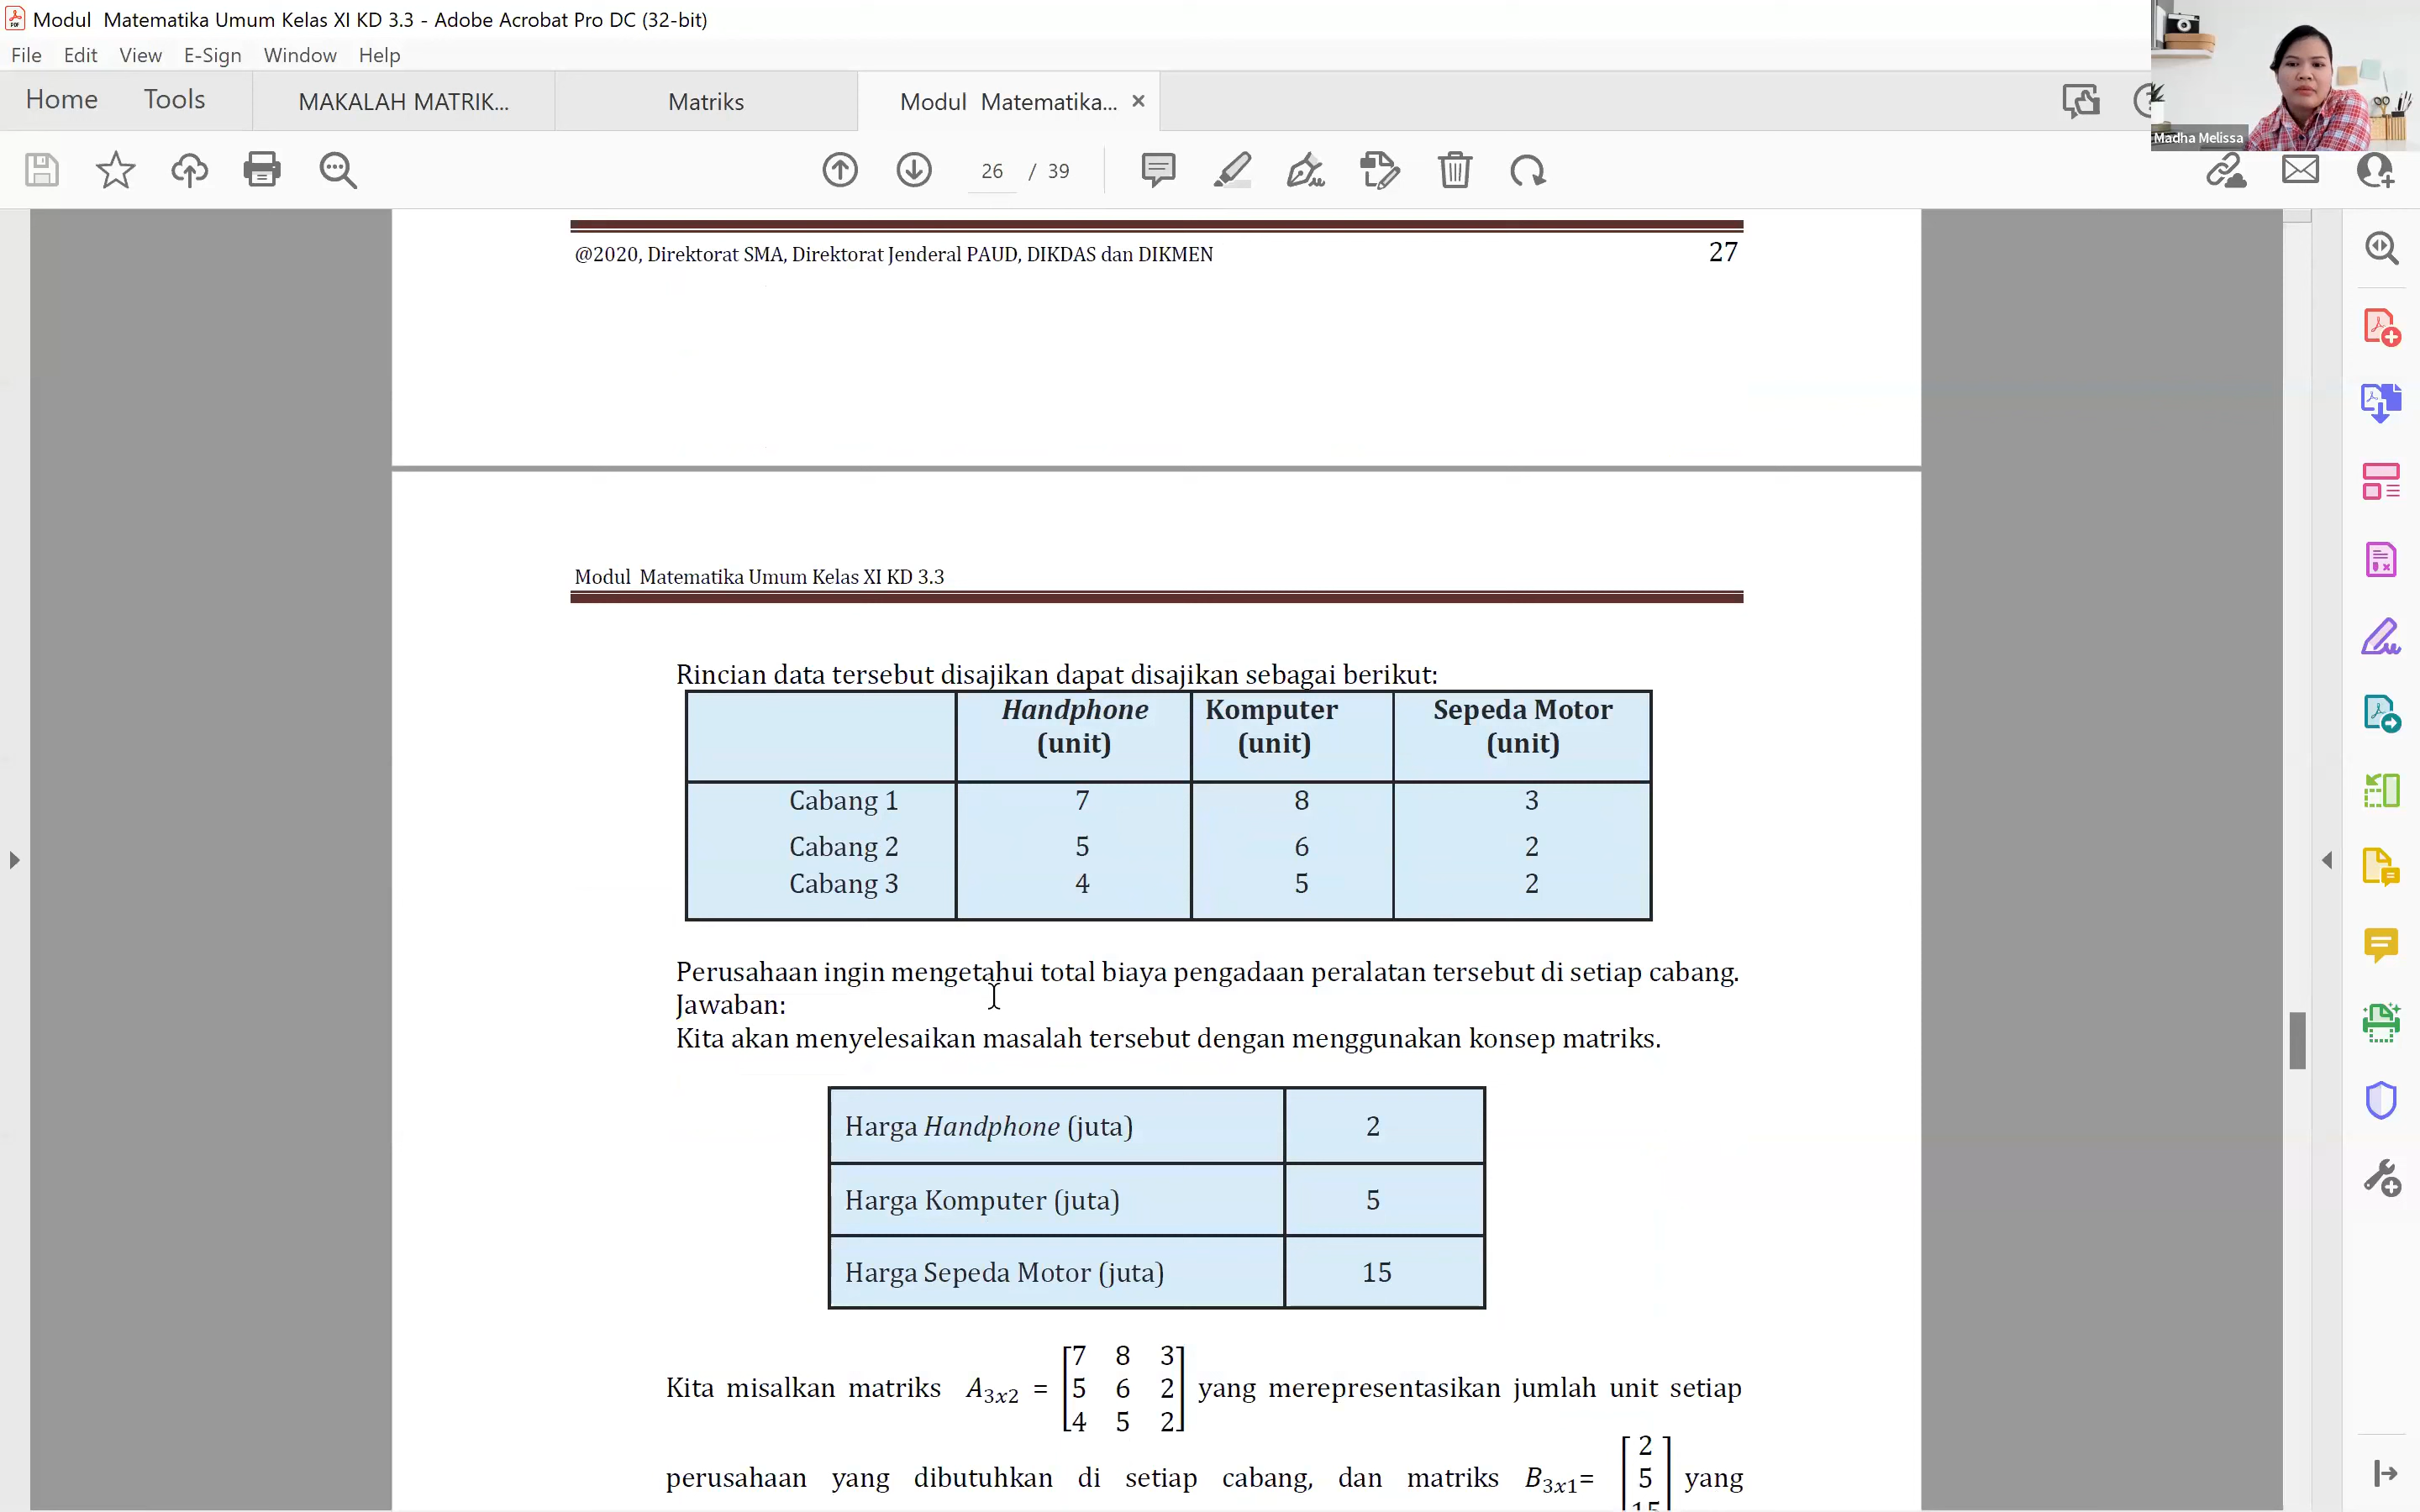 Modul Matematika Umum Kelas XI KD 3.3 - Adobe Acrobat Pro DC (32-bit)
File Edit View E-Sign Window Help
Home Tools MAKALAH MATRIK... Matriks Modul Matematika... ×
Madha Melissa
26 / 39
@2020, Direktorat SMA, Direktorat Jenderal PAUD, DIKDAS dan DIKMEN 27
Modul Matematika Umum Kelas XI KD 3.3
Rincian data tersebut disajikan dapat disajikan sebagai berikut:
Handphone Komputer Sepeda Motor
(unit) (unit) (unit)
Cabang 1 7 8 3
Cabang 2 5 6 2
Cabang 3 4 5 2
Perusahaan ingin mengetahui total biaya pengadaan peralatan tersebut di setiap cabang.
Jawaban:
Kita akan menyelesaikan masalah tersebut dengan menggunakan konsep matriks.
Harga Handphone (juta) 2
Harga Komputer (juta) 5
Harga Sepeda Motor (juta) 15
7 8 3
Kita misalkan matriks A3x2 = 5 6 2 yang merepresentasikan jumlah unit setiap
4 5 2
2
perusahaan yang dibutuhkan di setiap cabang, dan matriks B3x1= 5 yang
15